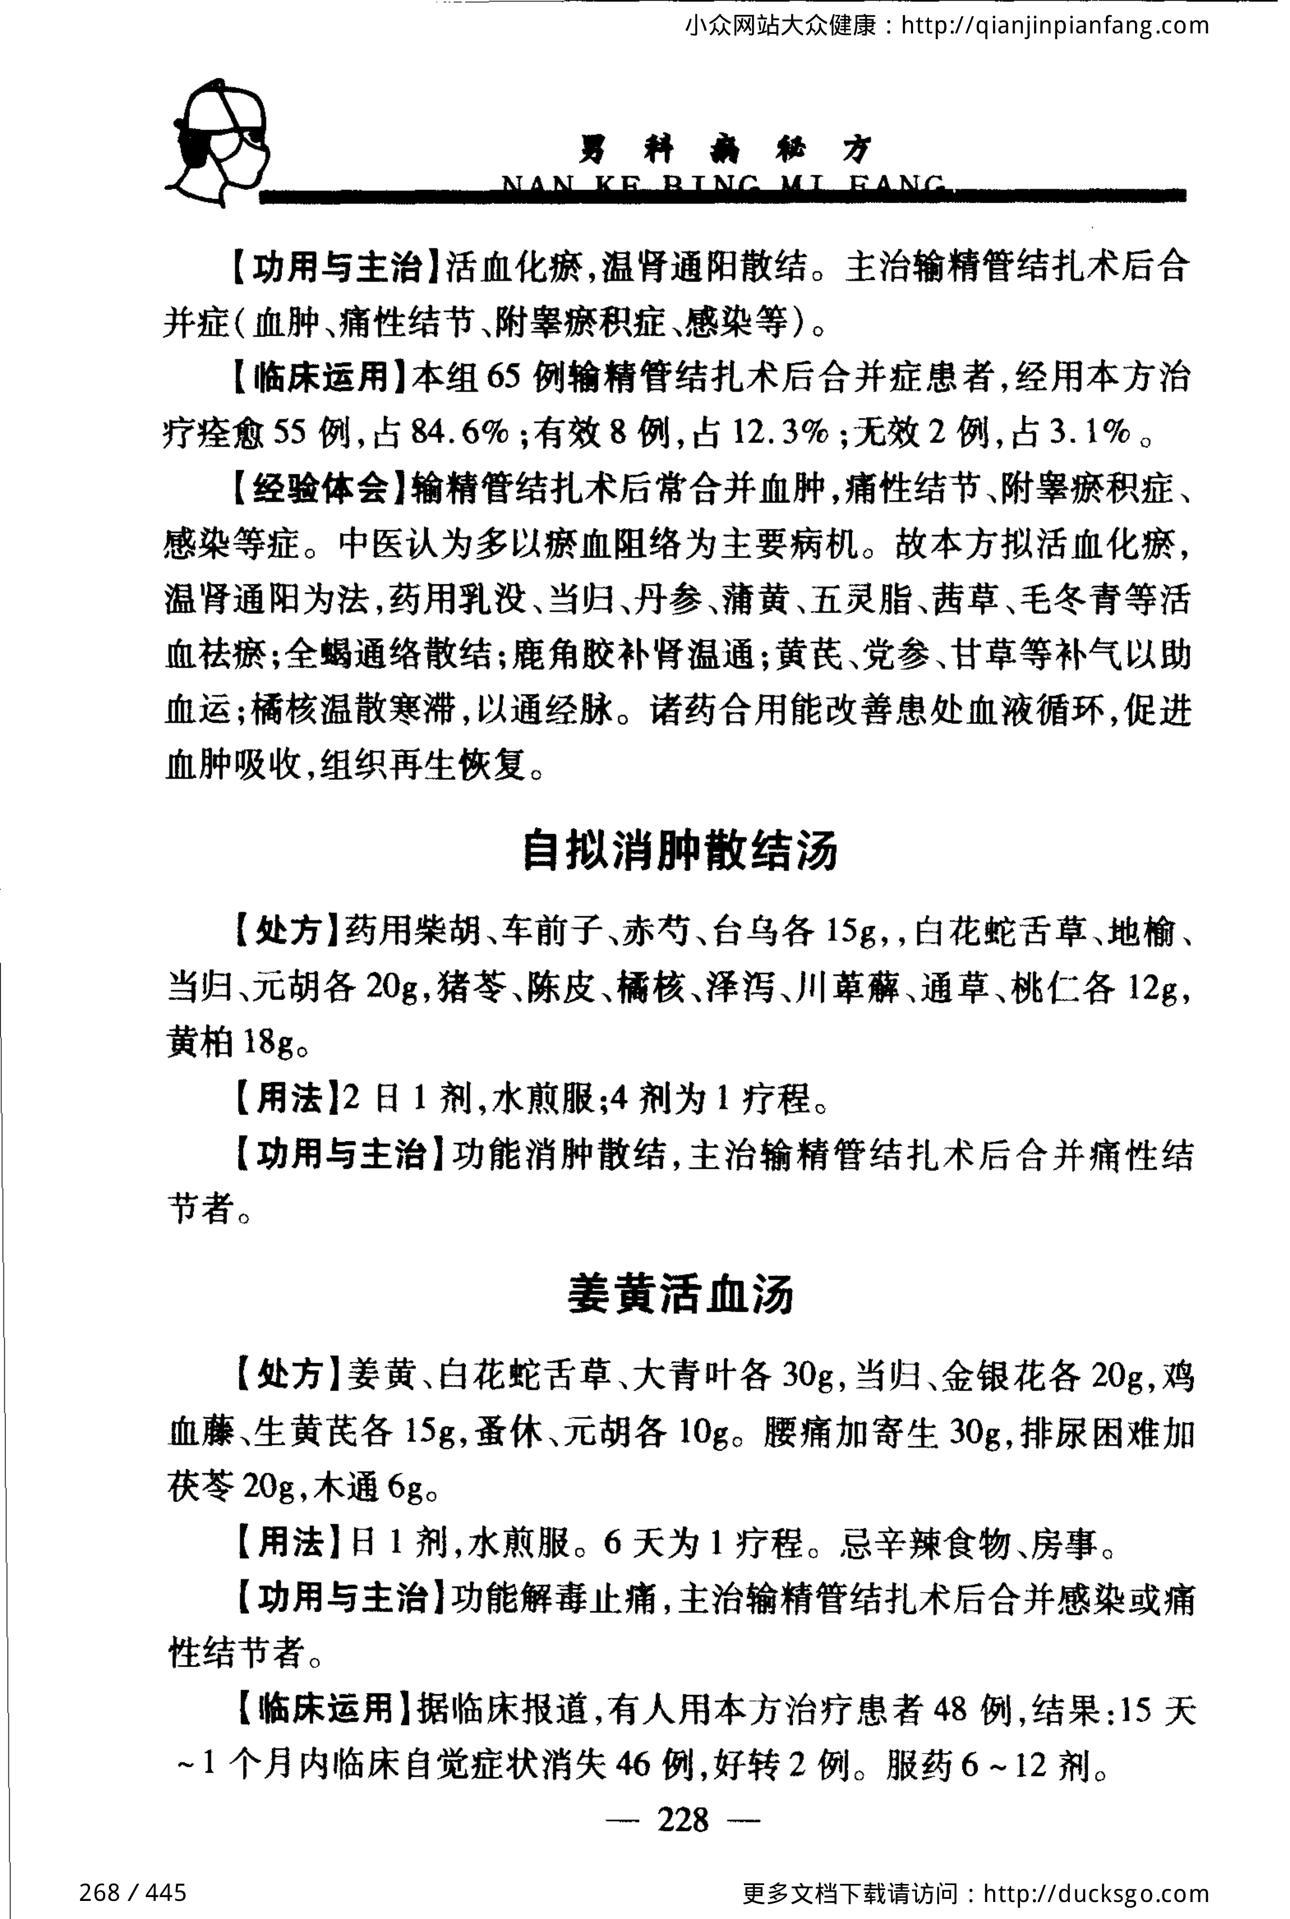 小众网站大众健康：http://qianjinpianfang.com
男科病秘方
NAN KE BING MI FANG
【功用与主治】活血化瘀,温肾通阳散结。主治输精管结扎术后合
并症(血肿、痛性结节、附睾瘀积症、感染等)。
【临床运用】本组 65 例输精管结扎术后合并症患者,经用本方治
疗痊愈 55 例,占 84.6%;有效 8 例,占 12.3%;无效 2 例,占 3.1%。
【经验体会】输精管结扎术后常合并血肿,痛性结节、附睾瘀积症、
感染等症。中医认为多以瘀血阻络为主要病机。故本方拟活血化瘀,
温肾通阳为法,药用乳没、当归、丹参、蒲黄、五灵脂、茜草、毛冬青等活
血祛瘀;全蝎通络散结;鹿角胶补肾温通;黄芪、党参、甘草等补气以助
血运;橘核温散寒滞,以通经脉。诸药合用能改善患处血液循环,促进
血肿吸收,组织再生恢复。
自拟消肿散结汤
【处方】药用柴胡、车前子、赤芍、台乌各 15g,,白花蛇舌草、地榆、
当归、元胡各 20g,猪苓、陈皮、橘核、泽泻、川萆薢、通草、桃仁各 12g,
黄柏 18g。
【用法】2 日 1 剂,水煎服;4 剂为 1 疗程。
【功用与主治】功能消肿散结,主治输精管结扎术后合并痛性结
节者。
姜黄活血汤
【处方】姜黄、白花蛇舌草、大青叶各 30g,当归、金银花各 20g,鸡
血藤、生黄芪各 15g,蚤休、元胡各 10g。腰痛加寄生 30g,排尿困难加
茯苓 20g,木通 6g。
【用法】日 1 剂,水煎服。6 天为 1 疗程。忌辛辣食物、房事。
【功用与主治】功能解毒止痛,主治输精管结扎术后合并感染或痛
性结节者。
【临床运用】据临床报道,有人用本方治疗患者 48 例,结果:15 天
~1 个月内临床自觉症状消失 46 例,好转 2 例。服药 6~12 剂。
— 228 —
268 / 445
更多文档下载请访问：http://ducksgo.com